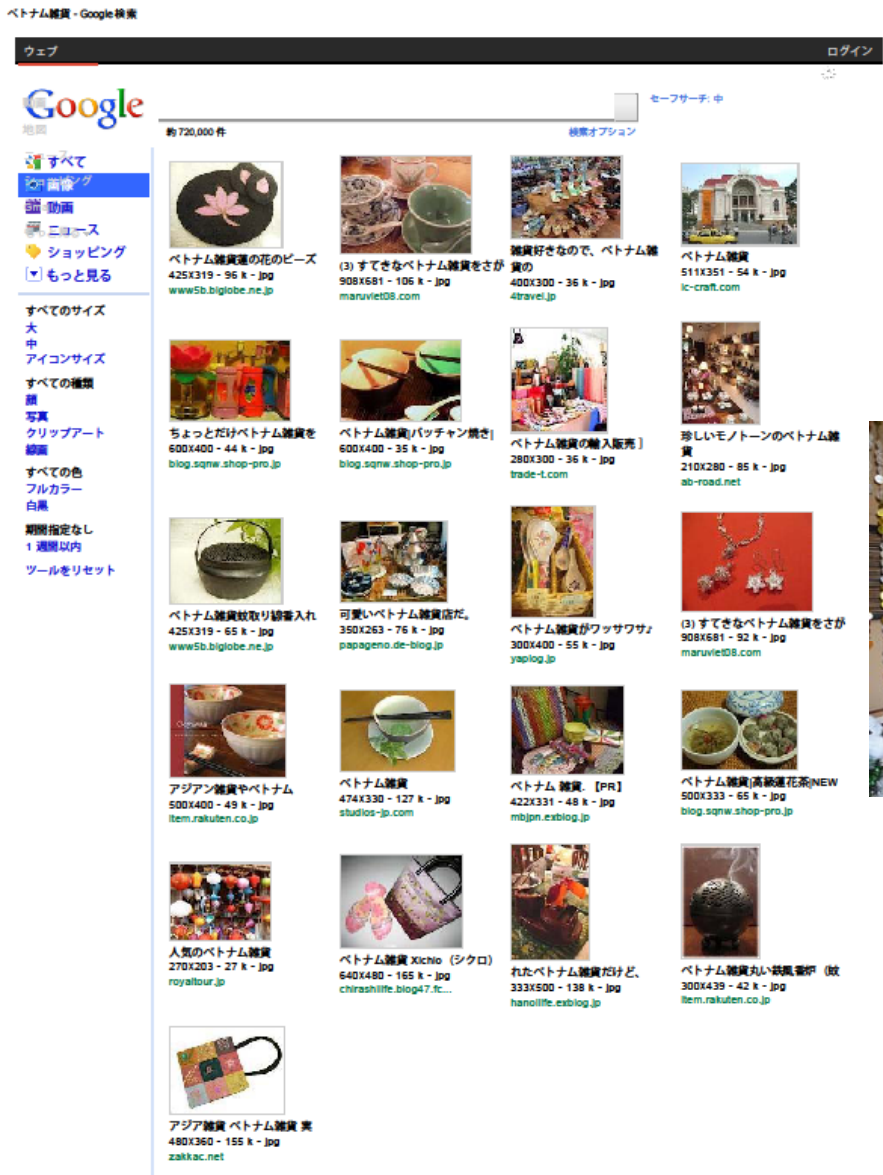 ベトナム雑貨 - Google 検索
ウェブ
ログイン
Google
地図
セーフサーチ: 中
約 720,000 件
検索オプション
すべて
画像
動画
ニュース
ショッピング
もっと見る
すべてのサイズ
大
中
アイコンサイズ
すべての種類
顔
写真
クリップアート
線画
すべての色
フルカラー
白黒
期間指定なし
1 週間以内
ツールをリセット
ベトナム雑貨蓮の花のビーズ
425X319 - 96 k - jpg
www5b.biglobe.ne.jp
(3) すてきなベトナム雑貨をさが
908X681 - 106 k - jpg
maruviet08.com
雑貨好きなので、ベトナム雑
貨の
400X300 - 36 k - jpg
4travel.jp
ベトナム雑貨
511X351 - 54 k - jpg
lc-craft.com
ちょっとだけベトナム雑貨を
600X400 - 44 k - jpg
blog.sqnw.shop-pro.jp
ベトナム雑貨|バッチャン焼き|
600X400 - 35 k - jpg
blog.sqnw.shop-pro.jp
ベトナム雑貨の輸入販売 ]
280X300 - 36 k - jpg
trade-t.com
珍しいモノトーンのベトナム雑
貨
210X280 - 85 k - jpg
ab-road.net
ベトナム雑貨蚊取り線香入れ
425X319 - 65 k - jpg
www5b.biglobe.ne.jp
可愛いベトナム雑貨店だ。
350X263 - 76 k - jpg
papageno.de-blog.jp
ベトナム雑貨がワッサワサ♪
300X400 - 55 k - jpg
yaplog.jp
(3) すてきなベトナム雑貨をさが
908X681 - 92 k - jpg
maruviet08.com
アジアン雑貨やベトナム
500X400 - 49 k - jpg
item.rakuten.co.jp
ベトナム雑貨
474X330 - 127 k - jpg
studios-jp.com
ベトナム 雑貨. 【PR】
422X331 - 48 k - jpg
mbjpn.exblog.jp
ベトナム雑貨|高級蓮花茶|NEW
500X333 - 65 k - jpg
blog.sqnw.shop-pro.jp
人気のベトナム雑貨
270X203 - 27 k - jpg
royaltour.jp
ベトナム雑貨 Xichlo（シクロ）
640X480 - 165 k - jpg
chirashilife.blog47.fc...
れたベトナム雑貨だけど、
333X500 - 138 k - jpg
hanoilife.exblog.jp
ベトナム雑貨丸い鉄風香炉（蚊
300X439 - 42 k - jpg
item.rakuten.co.jp
アジア雑貨 ベトナム雑貨 実
480X360 - 155 k - jpg
zakkac.net